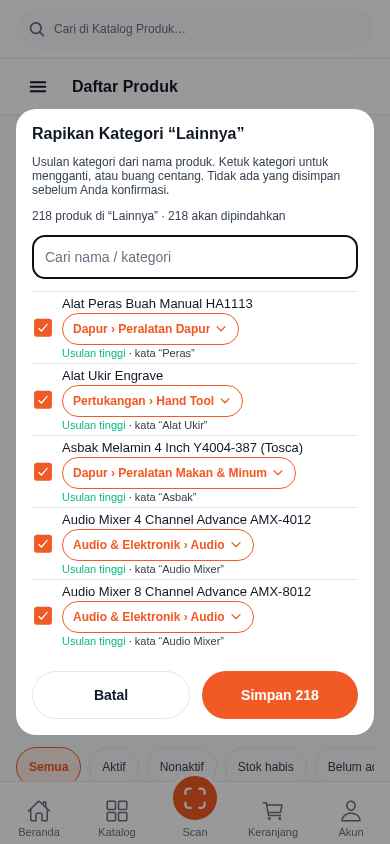 Cari di Katalog Produk...
Daftar Produk
Rapikan Kategori “Lainnya”
Usulan kategori dari nama produk. Ketuk kategori untuk
mengganti, atau buang centang. Tidak ada yang disimpan
sebelum Anda konfirmasi.
218 produk di “Lainnya” · 218 akan dipindahkan
Cari nama / kategori
Alat Peras Buah Manual HA1113
Dapur › Peralatan Dapur
Usulan tinggi · kata “Peras”
Alat Ukir Engrave
Pertukangan › Hand Tool
Usulan tinggi · kata “Alat Ukir”
Asbak Melamin 4 Inch Y4004-387 (Tosca)
Dapur › Peralatan Makan & Minum
Usulan tinggi · kata “Asbak”
Audio Mixer 4 Channel Advance AMX-4012
Audio & Elektronik › Audio
Usulan tinggi · kata “Audio Mixer”
Audio Mixer 8 Channel Advance AMX-8012
Audio & Elektronik › Audio
Usulan tinggi · kata “Audio Mixer”
Batal
Simpan 218
Semua
Aktif
Nonaktif
Stok habis
Belum
Beranda
Katalog
Scan
Keranjang
Akun